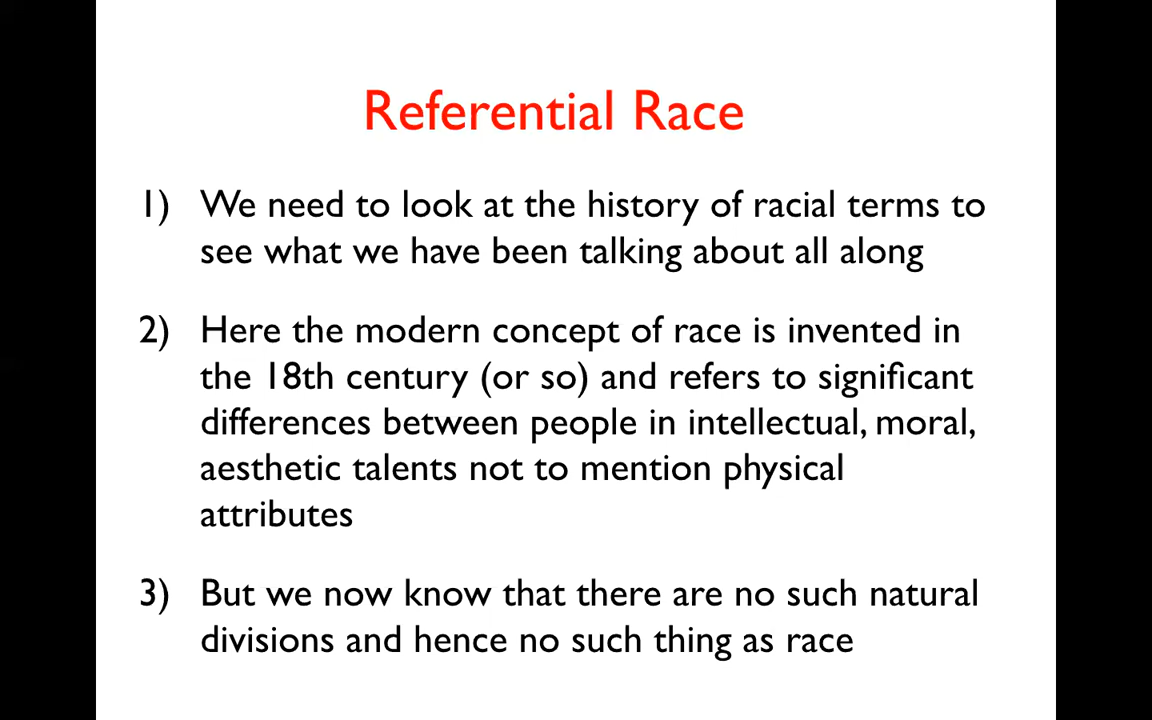 Referential Race
1) We need to look at the history of racial terms to
see what we have been talking about all along
2) Here the modern concept of race is invented in
the 18th century (or so) and refers to significant
differences between people in intellectual, moral,
aesthetic talents not to mention physical
attributes
3) But we now know that there are no such natural
divisions and hence no such thing as race